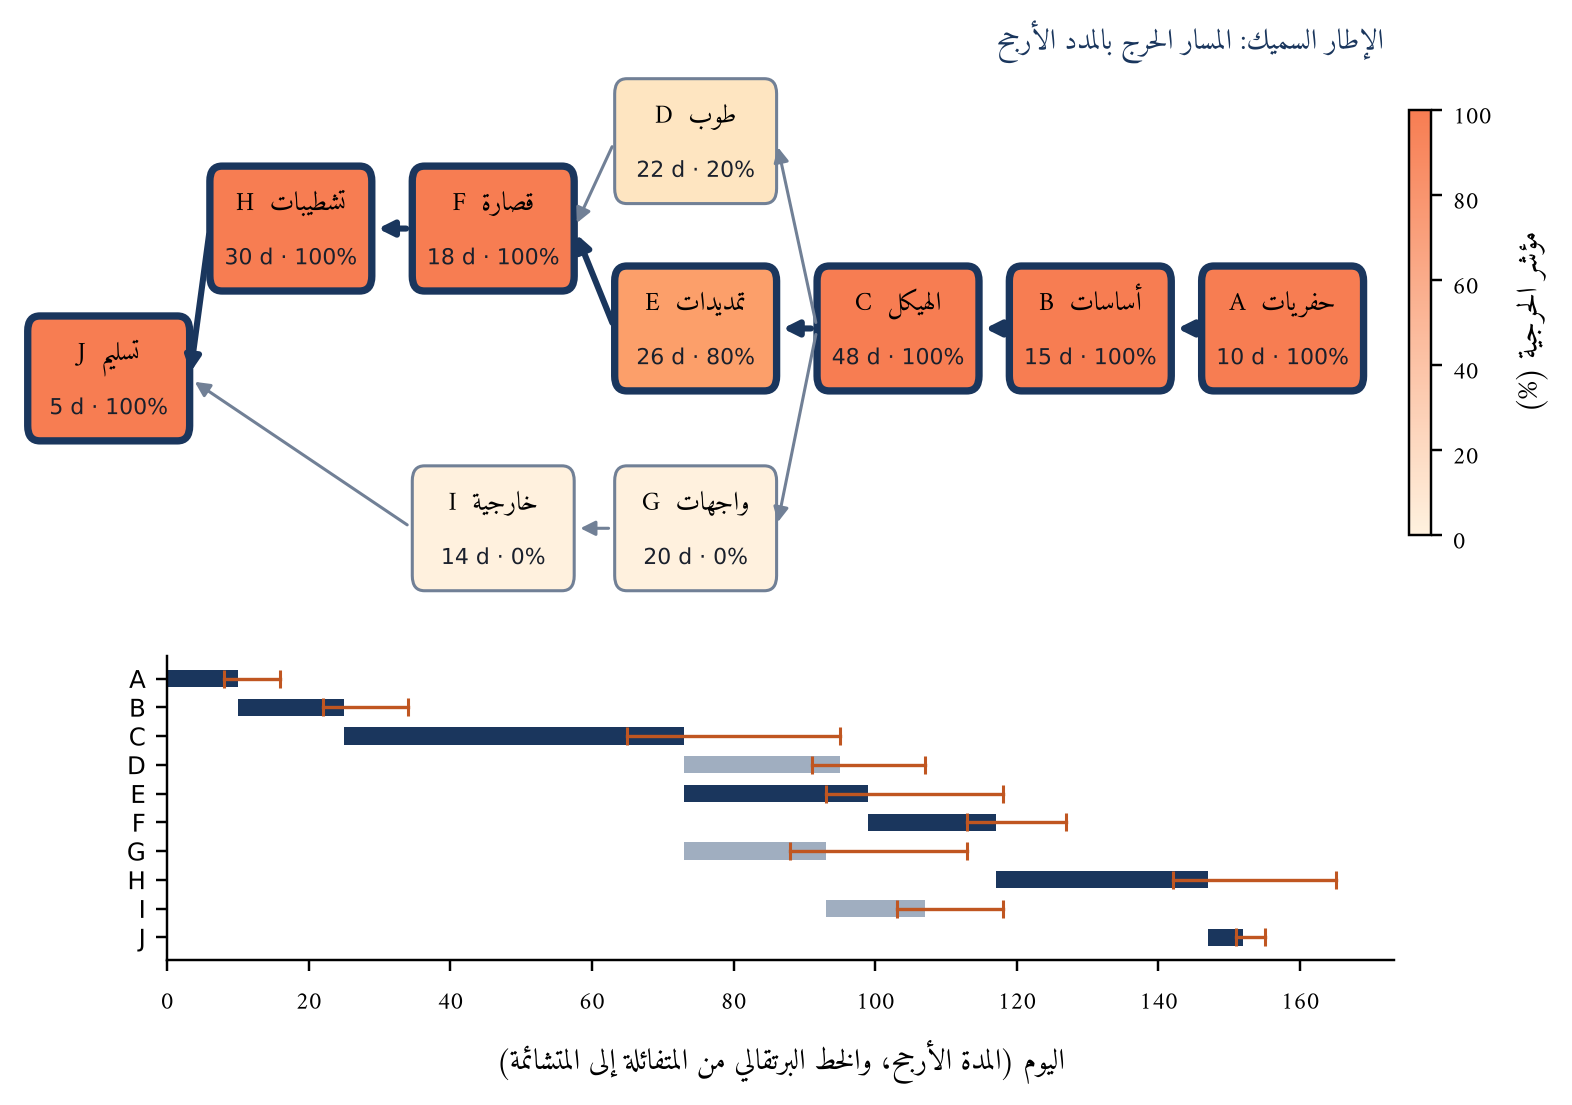 الإطار السميك: المسار الحرج بالمدد الأرجح
طوب D
22 d · 20%
تشطيبات H
30 d · 100%
قصارة F
18 d · 100%
حفريات A
10 d · 100%
أساسات B
15 d · 100%
الهيكل C
48 d · 100%
تمديدات E
26 d · 80%
تسليم J
5 d · 100%
واجهات G
20 d · 0%
خارجية I
14 d · 0%
100
80
60
40
20
0
مؤشر الحرجية (%)
A
B
C
D
E
F
G
H
I
J
0 20 40 60 80 100 120 140 160
اليوم (المدة الأرجح، والخط البرتقالي من المتفائلة إلى المتشائمة)